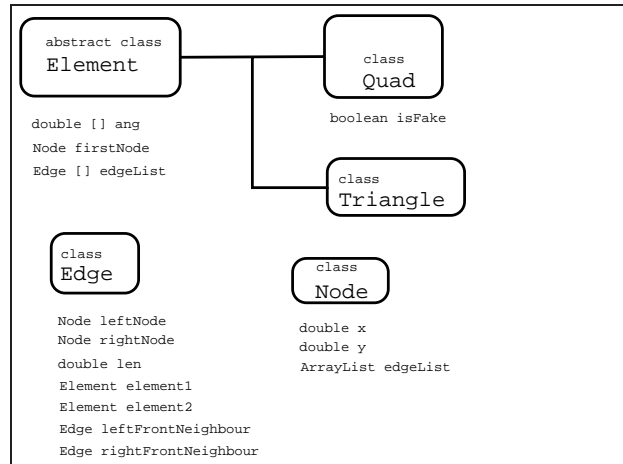 abstract class
Element
double [] ang
Node firstNode
Edge [] edgeList
class
Quad
boolean isFake
class
Triangle
class
Edge
Node leftNode
Node rightNode
double len
Element element1
Element element2
Edge leftFrontNeighbour
Edge rightFrontNeighbour
class
Node
double x
double y
ArrayList edgeList